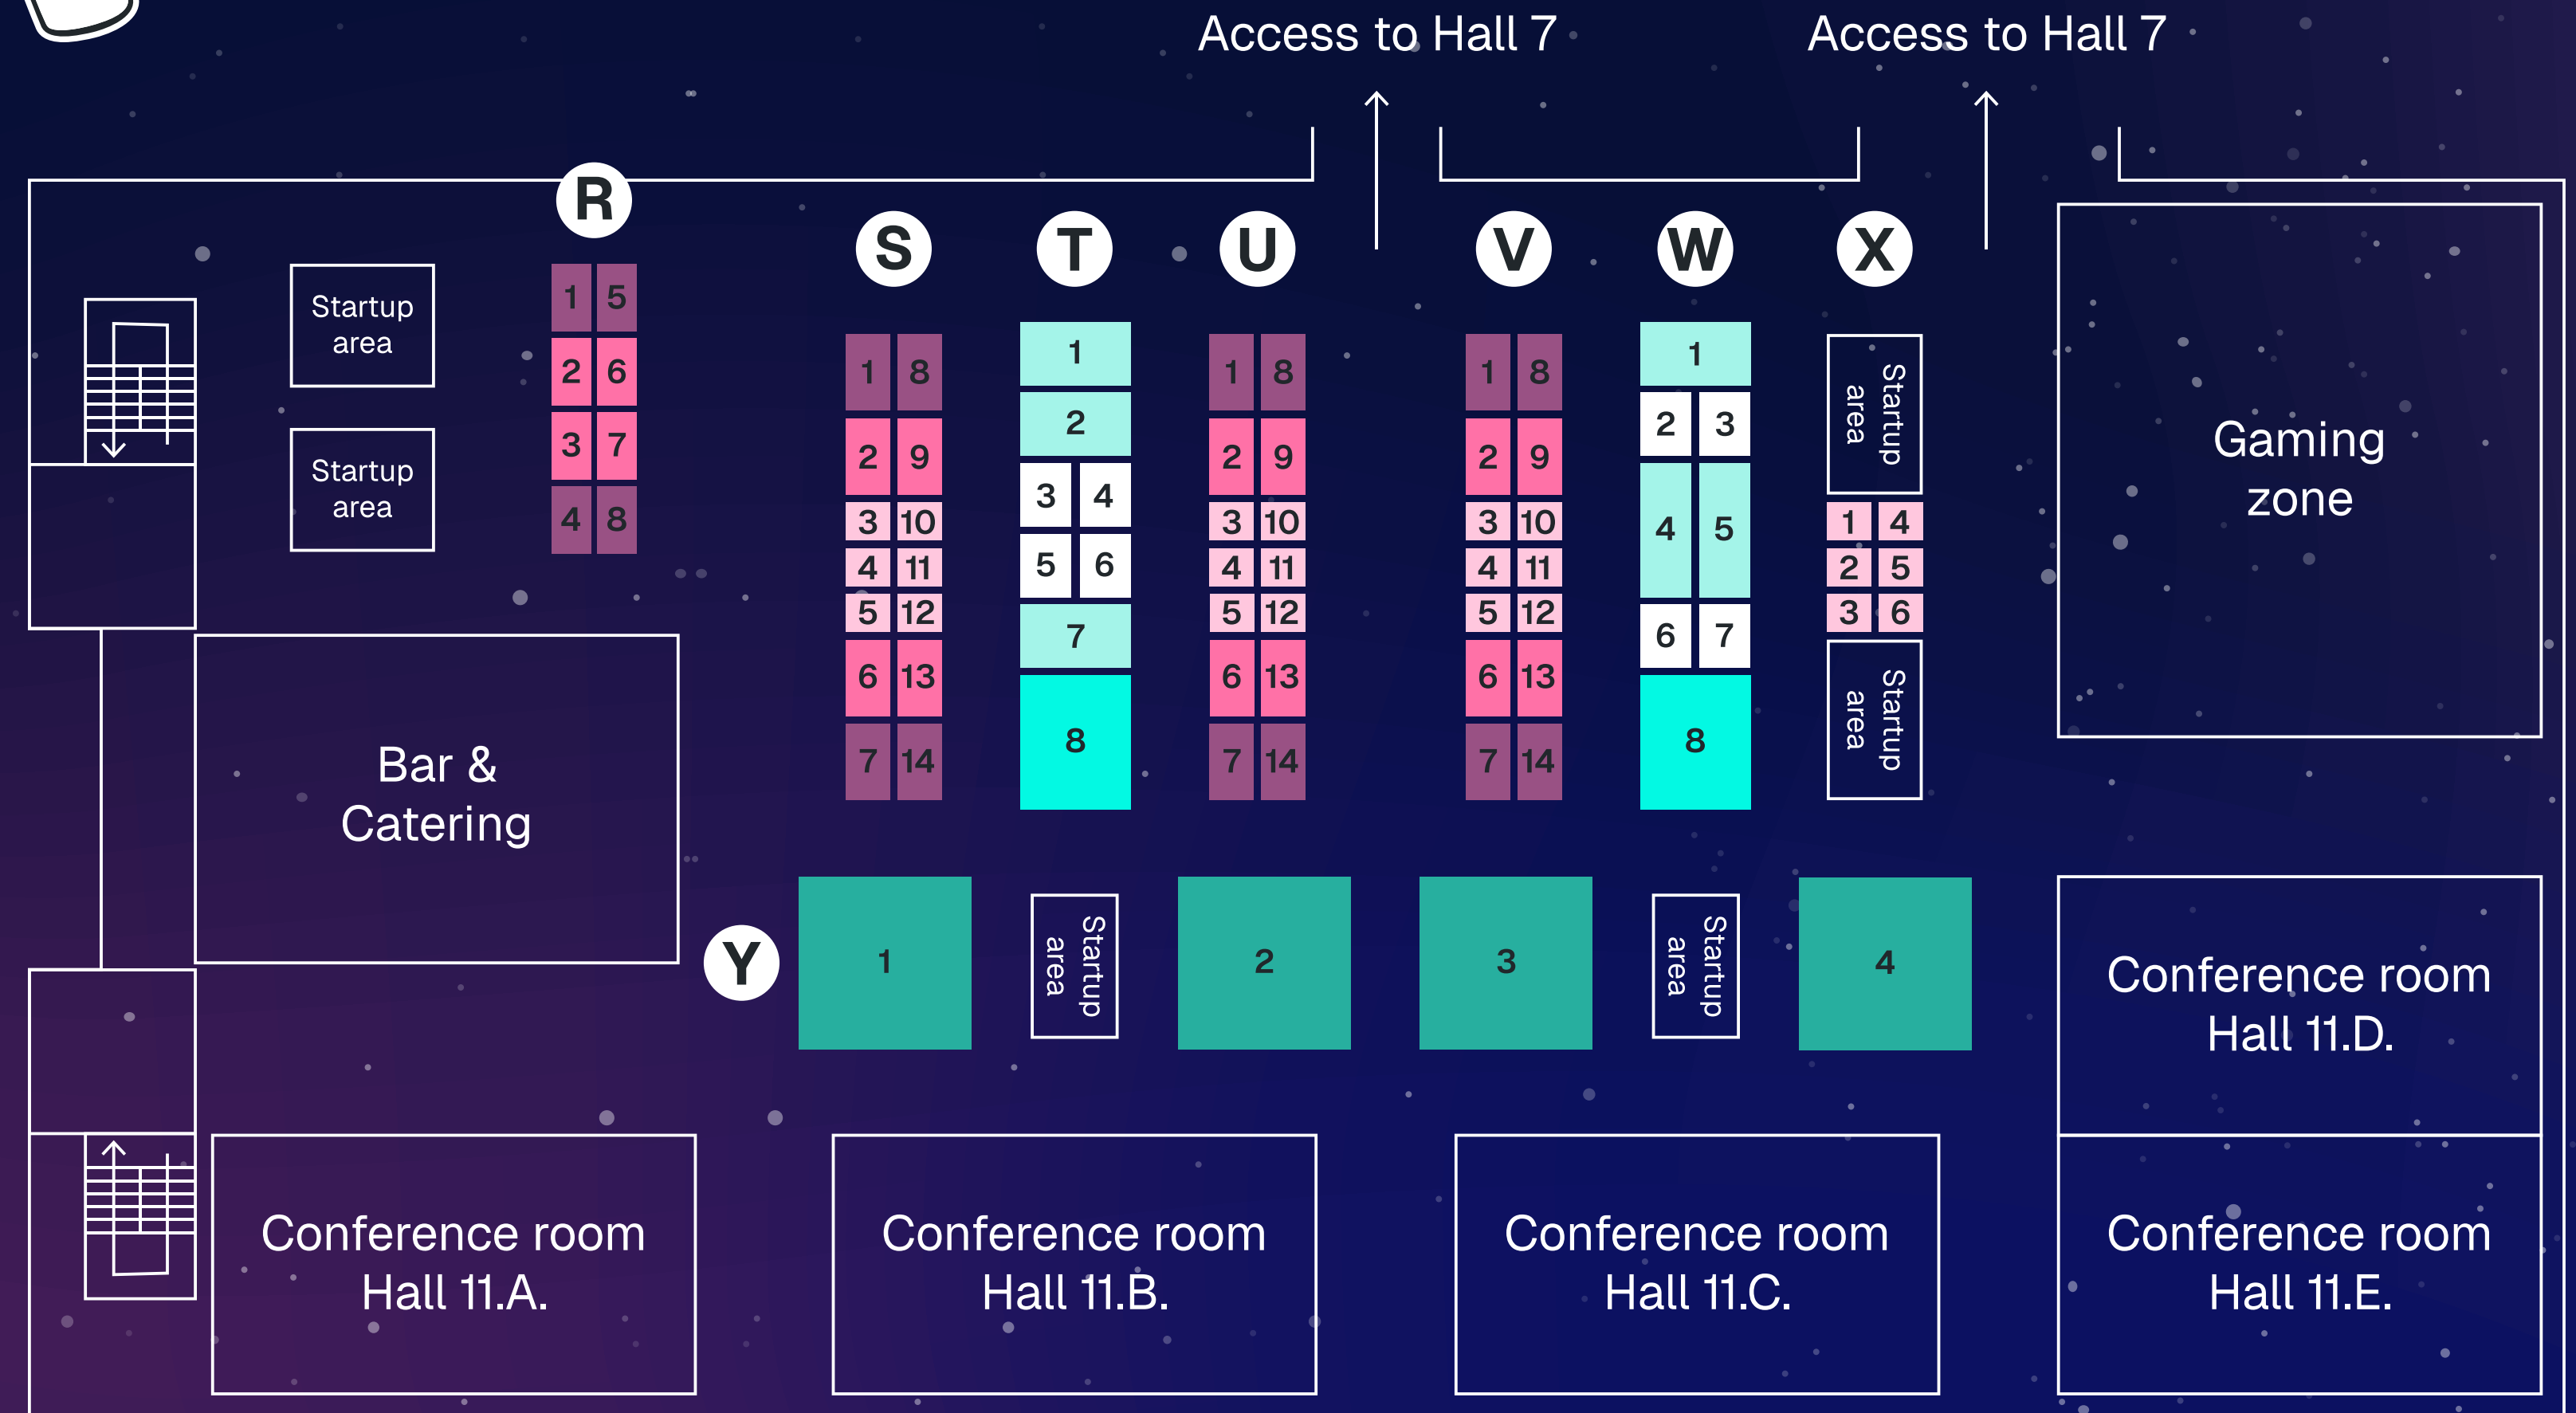 Access to Hall 7
Access to Hall 7
R
S
T
U
V
W
X
Startup
area
Startup
area
1 5
2 6
3 7
4 8
1 8
2 9
3 10
4 11
5 12
6 13
7 14
1
2
3 4
5 6
7
8
1 8
2 9
3 10
4 11
5 12
6 13
7 14
1 8
2 9
3 10
4 11
5 12
6 13
7 14
1
2 3
4 5
6 7
8
Startup
area
1 4
2 5
3 6
Startup
area
Gaming
zone
Bar &
Catering
Y
1
Startup
area
2
3
Startup
area
4
Conference room
Hall 11.D.
Conference room
Hall 11.A.
Conference room
Hall 11.B.
Conference room
Hall 11.C.
Conference room
Hall 11.E.